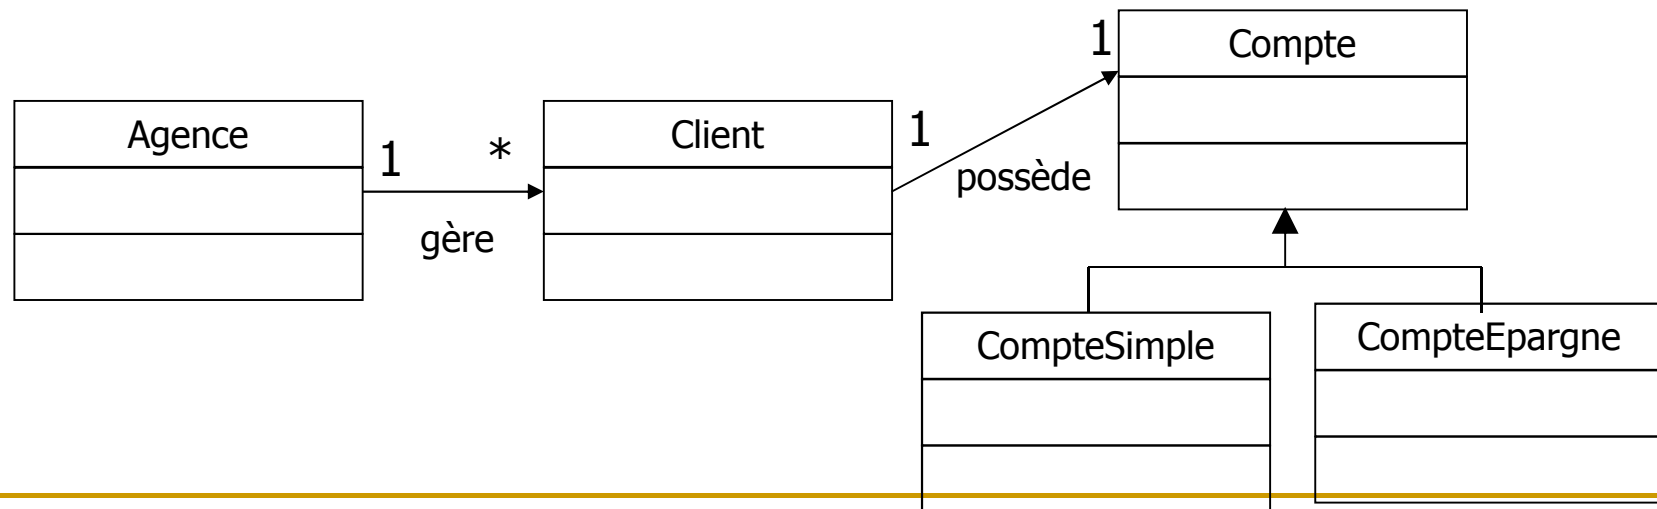 Agence
1
*
gère
Client
1
possède
1
Compte
CompteSimple
CompteEpargne